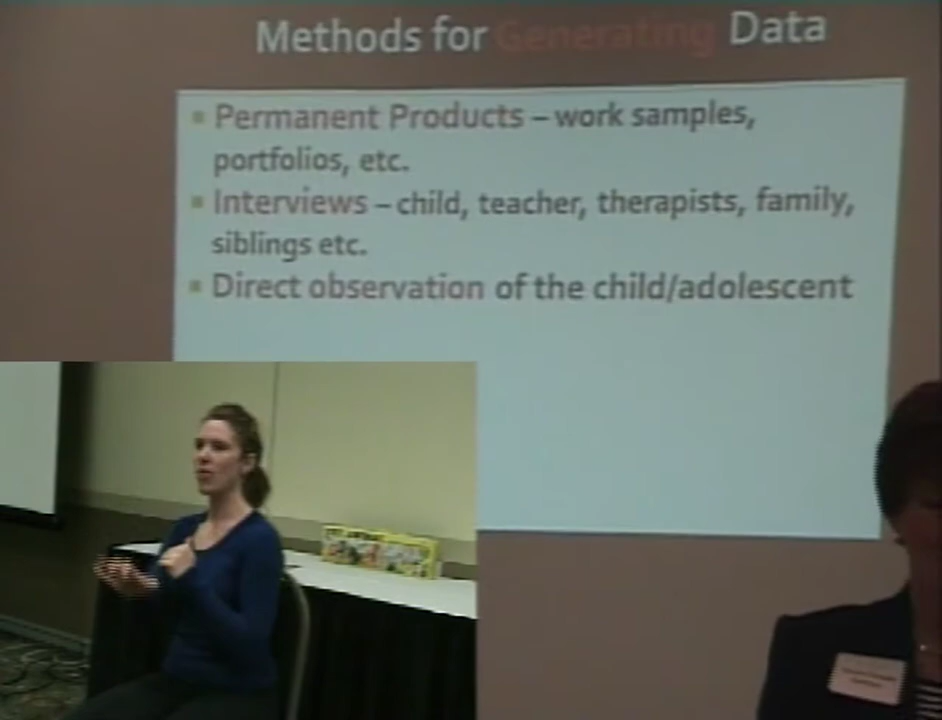 Methods for Generating Data
▪ Permanent Products – work samples,
portfolios, etc.
▪ Interviews – child, teacher, therapists, family,
siblings etc.
▪ Direct observation of the child/adolescent